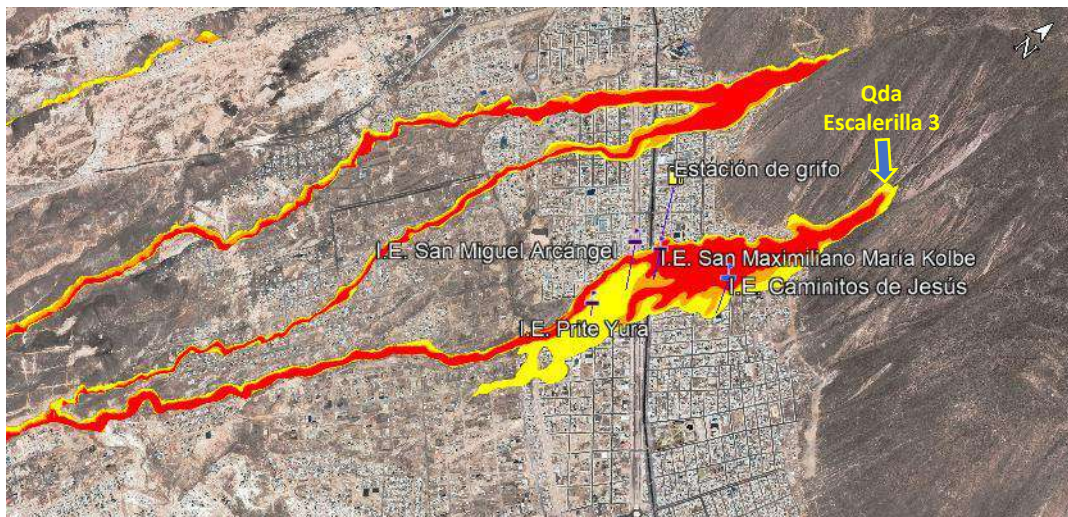 N
Qda
Escalerilla 3
Estación de grifo
I.E. San Miguel Arcángel
I.E. San Maximiliano María Kolbe
I.E. Caminitos de Jesús
I.E. Prite Yura